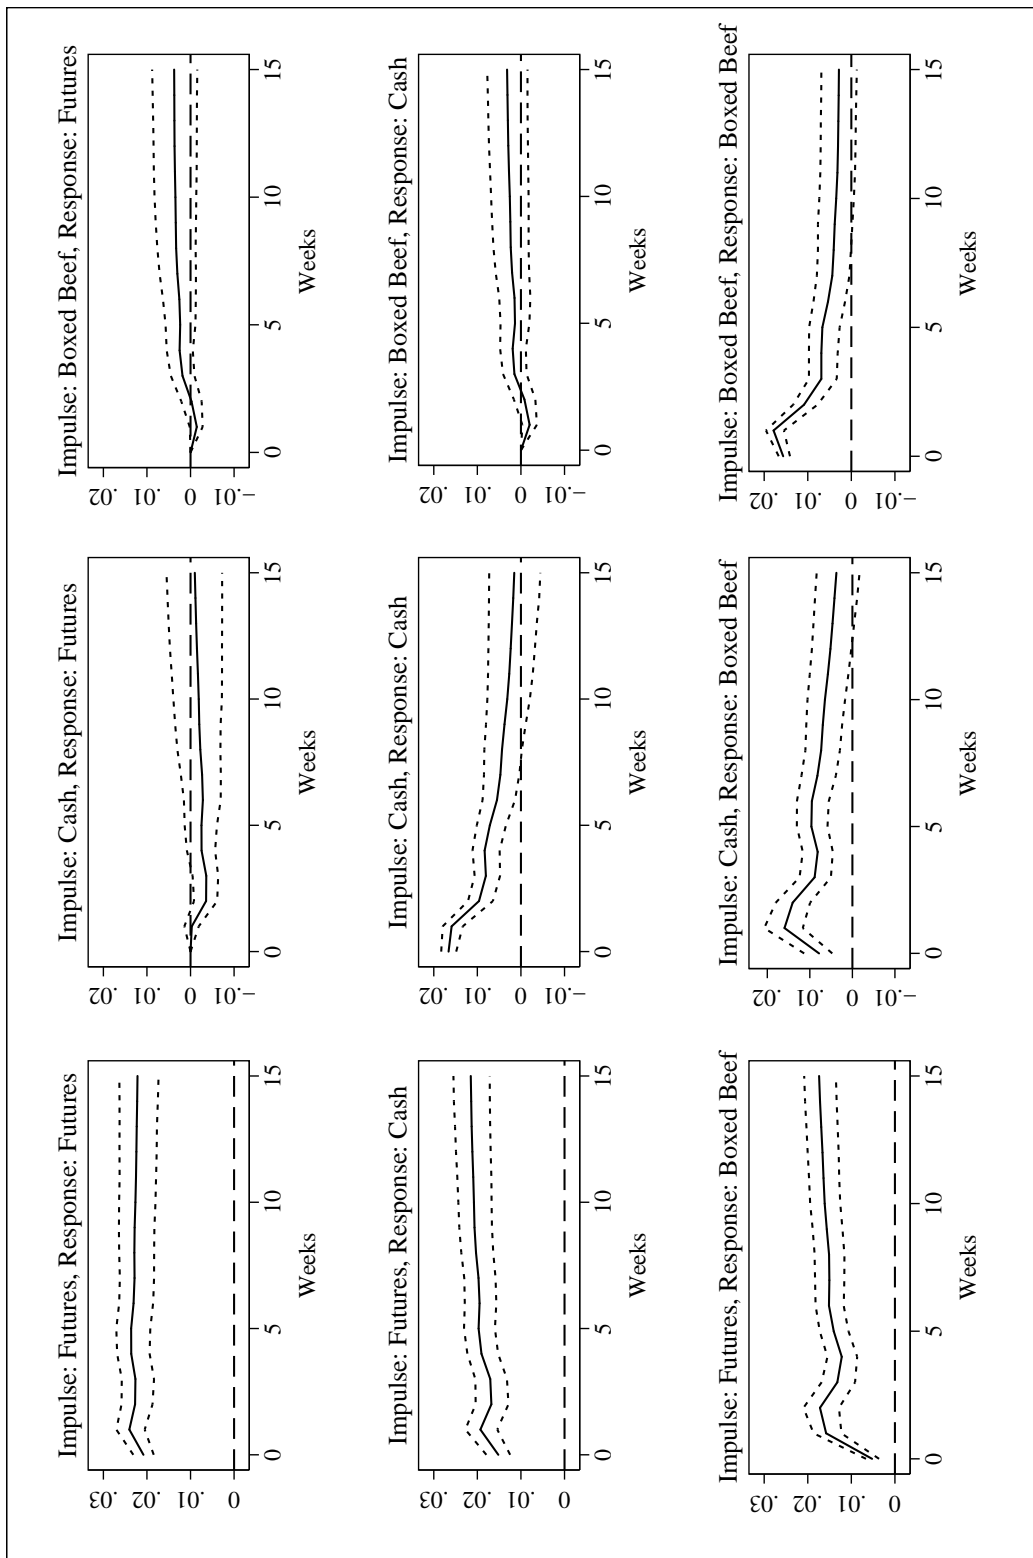 Impulse: Futures, Response: Futures
.03
.02
.01
0
0 5 10 15
Weeks
Impulse: Cash, Response: Futures
.02
.01
0
−.01
0 5 10 15
Weeks
Impulse: Boxed Beef, Response: Futures
.02
.01
0
−.01
0 5 10 15
Weeks
Impulse: Futures, Response: Cash
.03
.02
.01
0
0 5 10 15
Weeks
Impulse: Cash, Response: Cash
.02
.01
0
−.01
0 5 10 15
Weeks
Impulse: Boxed Beef, Response: Cash
.02
.01
0
−.01
0 5 10 15
Weeks
Impulse: Futures, Response: Boxed Beef
.03
.02
.01
0
0 5 10 15
Weeks
Impulse: Cash, Response: Boxed Beef
.02
.01
0
−.01
0 5 10 15
Weeks
Impulse: Boxed Beef, Response: Boxed Beef
.02
.01
0
−.01
0 5 10 15
Weeks